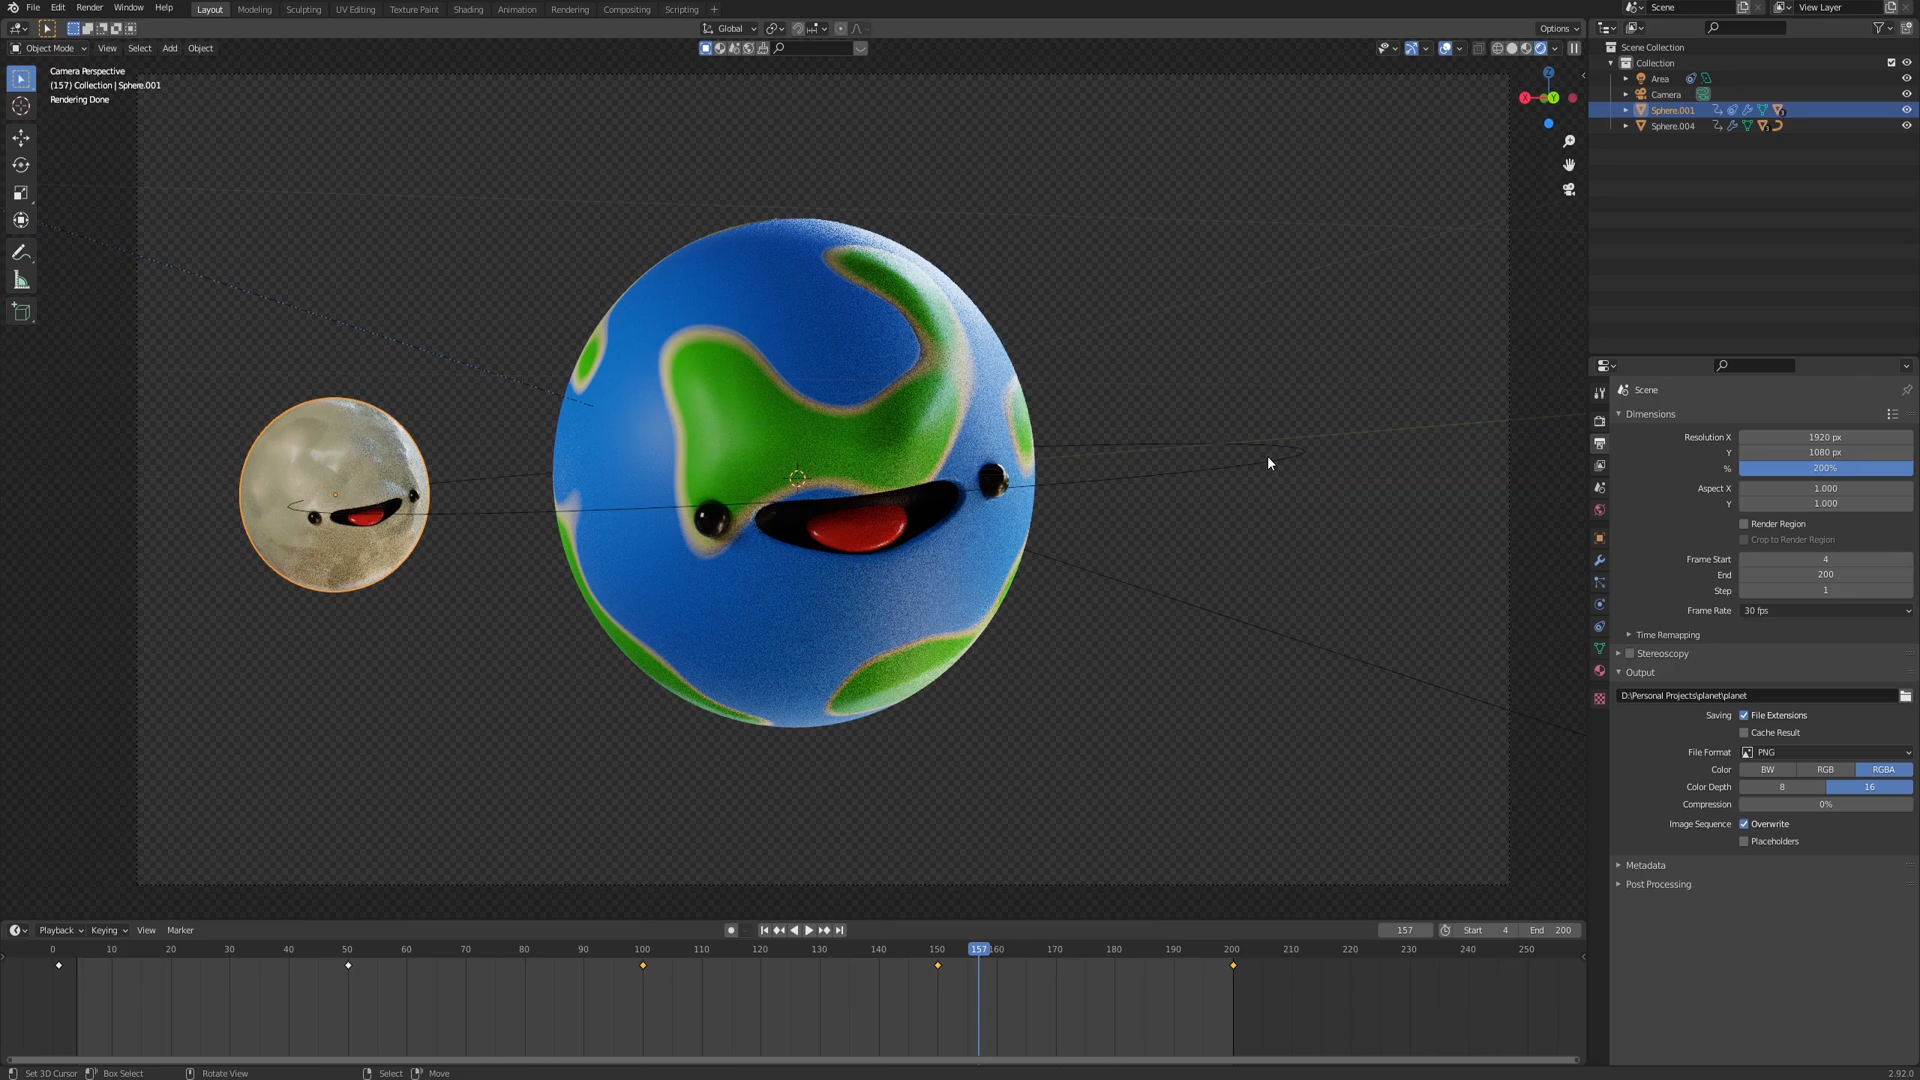 File Edit Render Window Help Layout Modeling Sculpting UV Editing Texture Paint Shading Animation Rendering Compositing Scripting + Scene View Layer
Global Options
Object Mode View Select Add Object
Camera Perspective
(157) Collection | Sphere.001
Rendering Done
Z
X Y
Scene Collection
Collection
Area
Camera
Sphere.001
Sphere.004
Scene
Dimensions
Resolution X 1920 px
Y 1080 px
% 200%
Aspect X 1.000
Y 1.000
Render Region
Crop to Render Region
Frame Start 4
End 200
Step 1
Frame Rate 30 fps
Time Remapping
Stereoscopy
Output
D:\Personal Projects\planet\planet
Saving File Extensions
Cache Result
File Format PNG
Color BW RGB RGBA
Color Depth 8 16
Compression 0%
Image Sequence Overwrite
Placeholders
Metadata
Post Processing
Playback Keying View Marker 157 Start 4 End 200
0 10 20 30 40 50 60 70 80 90 100 110 120 130 140 150 157 160 170 180 190 200 210 220 230 240 250
Set 3D Cursor Box Select Rotate View Select Move 2.92.0